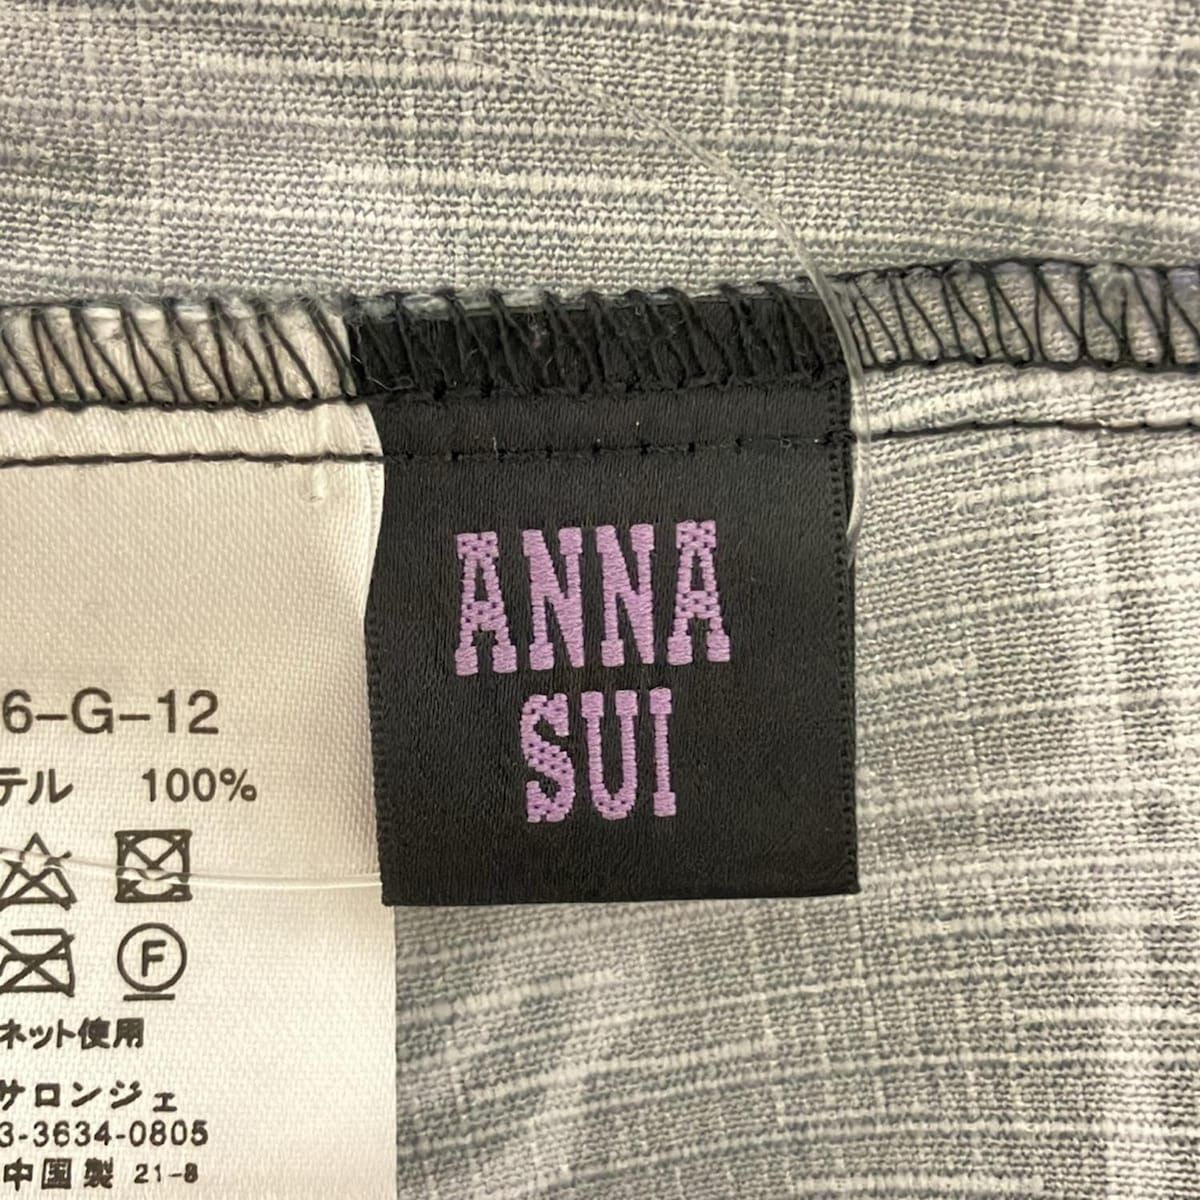 ANNA
SUI
6-G-12
テル 100%
F
ネット使用
サロンジェ
3-3634-0805
中国製 21-8